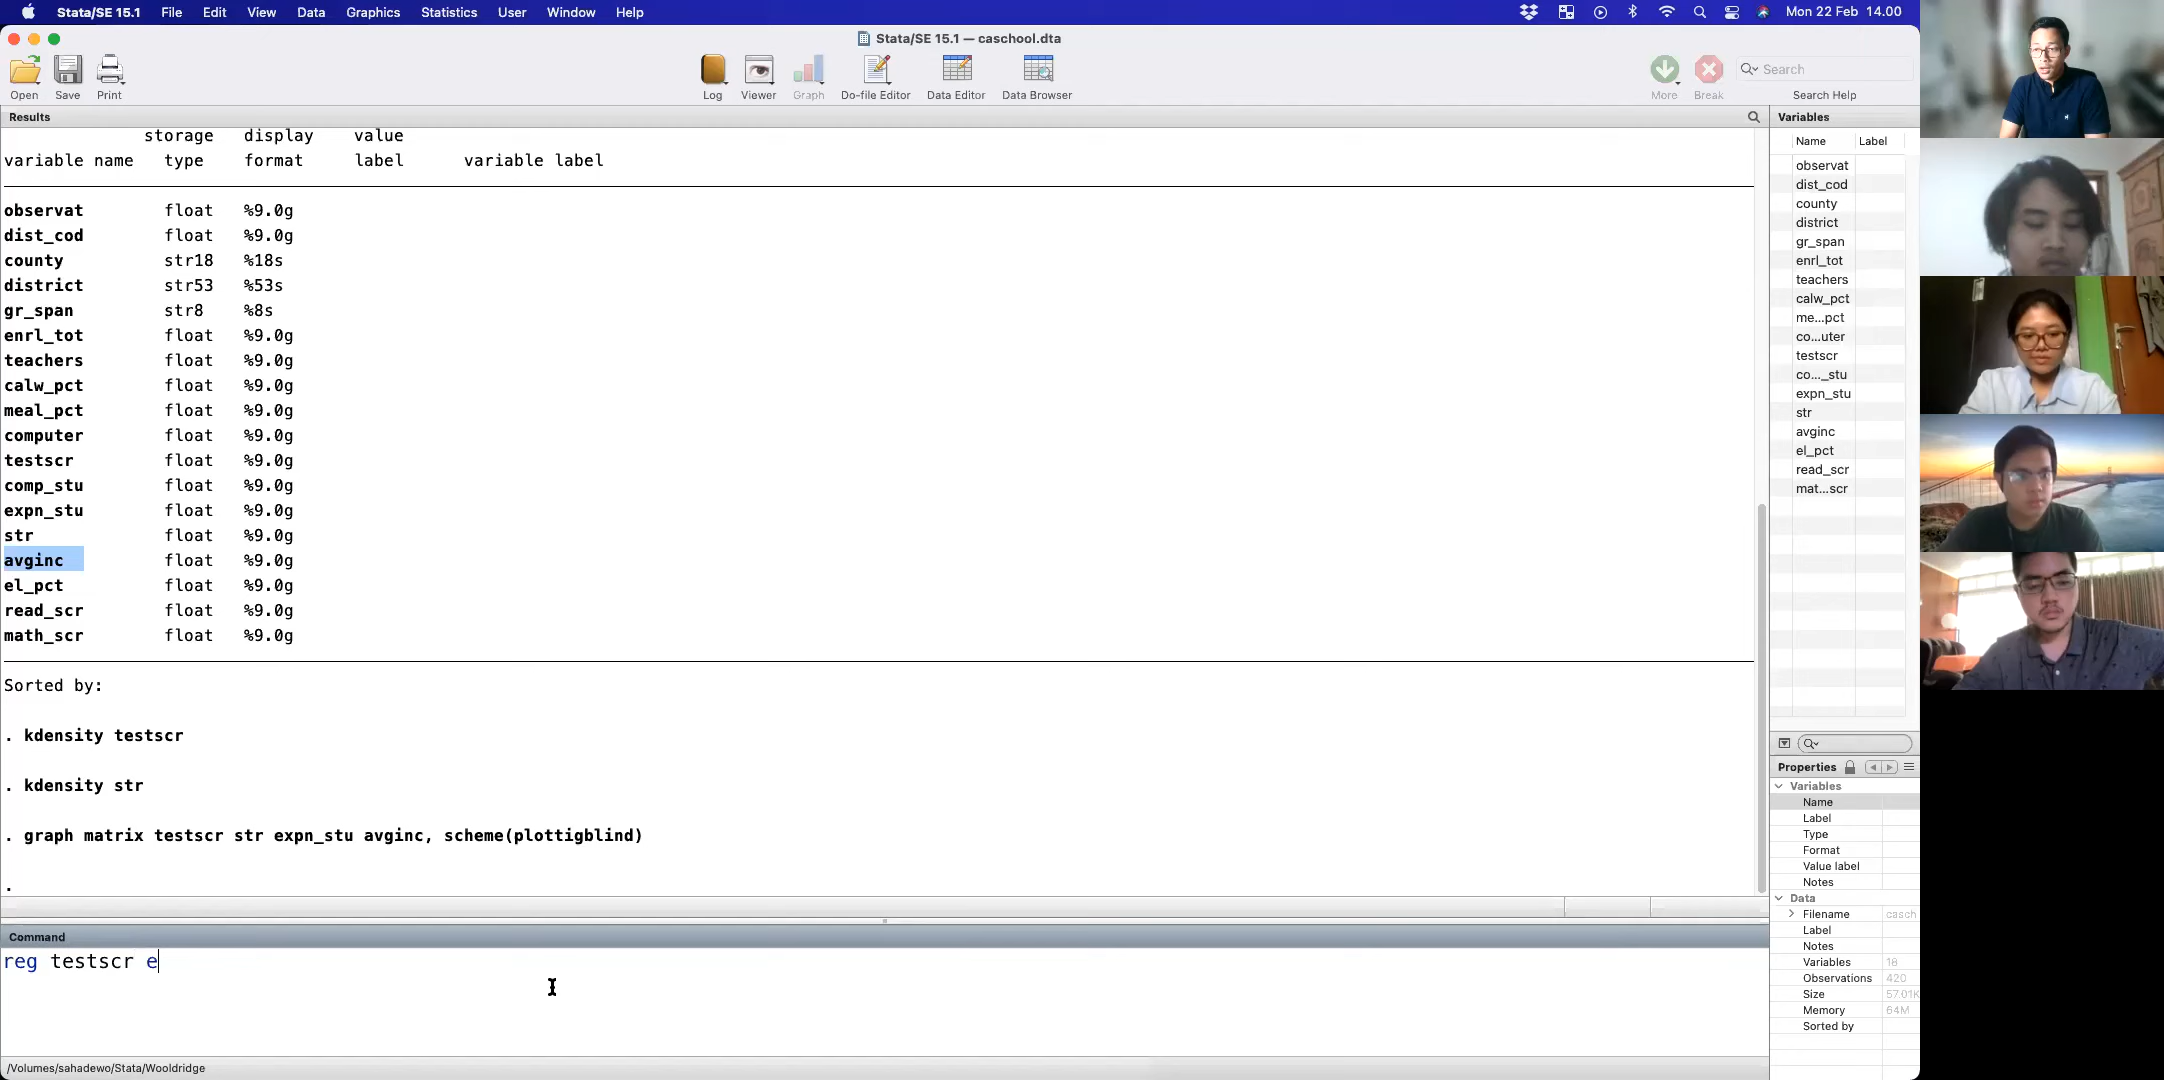 Stata/SE 15.1 File Edit View Data Graphics Statistics User Window Help Mon 22 Feb 14.00
Stata/SE 15.1 — caschool.dta
Open Save Print Log Viewer Graph Do-file Editor Data Editor Data Browser More Break Search
Search Help
Results
storage display value
variable name type format label variable label
observat float %9.0g
dist_cod float %9.0g
county str18 %18s
district str53 %53s
gr_span str8 %8s
enrl_tot float %9.0g
teachers float %9.0g
calw_pct float %9.0g
meal_pct float %9.0g
computer float %9.0g
testscr float %9.0g
comp_stu float %9.0g
expn_stu float %9.0g
str float %9.0g
avginc float %9.0g
el_pct float %9.0g
read_scr float %9.0g
math_scr float %9.0g
Sorted by:
. kdensity testscr
. kdensity str
. graph matrix testscr str expn_stu avginc, scheme(plottigblind)
.
Command
reg testscr e
/Volumes/sahadewo/Stata/Wooldridge
Variables
Name Label
observat
dist_cod
county
district
gr_span
enrl_tot
teachers
calw_pct
me...pct
co...uter
testscr
co..._stu
expn_stu
str
avginc
el_pct
read_scr
mat...scr
Properties
Variables
Name
Label
Type
Format
Value label
Notes
Data
Filename casch
Label
Notes
Variables 18
Observations 420
Size 57.01K
Memory 64M
Sorted by